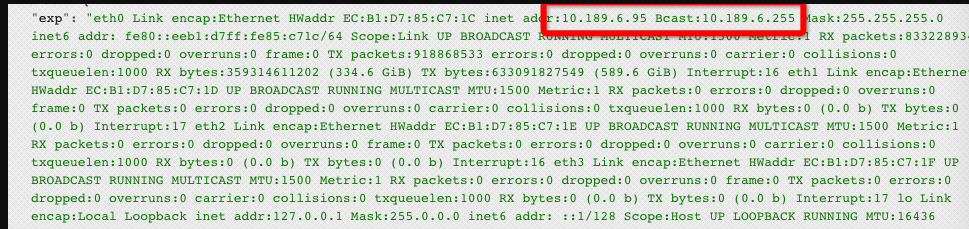 "exp": "eth0 Link encap:Ethernet HWaddr EC:B1:D7:85:C7:1C inet addr:10.189.6.95 Bcast:10.189.6.255 Mask:255.255.255.0
inet6 addr: fe80::eeb1:d7ff:fe85:c71c/64 Scope:Link UP BROADCAST RUNNING MULTICAST MTU:1500 Metric:1 RX packets:833228934
errors:0 dropped:0 overruns:0 frame:0 TX packets:918868533 errors:0 dropped:0 overruns:0 carrier:0 collisions:0
txqueuelen:1000 RX bytes:359314611202 (334.6 GiB) TX bytes:633091827549 (589.6 GiB) Interrupt:16 eth1 Link encap:Ethernet
HWaddr EC:B1:D7:85:C7:1D UP BROADCAST RUNNING MULTICAST MTU:1500 Metric:1 RX packets:0 errors:0 dropped:0 overruns:0
frame:0 TX packets:0 errors:0 dropped:0 overruns:0 carrier:0 collisions:0 txqueuelen:1000 RX bytes:0 (0.0 b) TX bytes:0
(0.0 b) Interrupt:17 eth2 Link encap:Ethernet HWaddr EC:B1:D7:85:C7:1E UP BROADCAST RUNNING MULTICAST MTU:1500 Metric:1
RX packets:0 errors:0 dropped:0 overruns:0 frame:0 TX packets:0 errors:0 dropped:0 overruns:0 carrier:0 collisions:0
txqueuelen:1000 RX bytes:0 (0.0 b) TX bytes:0 (0.0 b) Interrupt:16 eth3 Link encap:Ethernet HWaddr EC:B1:D7:85:C7:1F UP
BROADCAST RUNNING MULTICAST MTU:1500 Metric:1 RX packets:0 errors:0 dropped:0 overruns:0 frame:0 TX packets:0 errors:0
dropped:0 overruns:0 carrier:0 collisions:0 txqueuelen:1000 RX bytes:0 (0.0 b) TX bytes:0 (0.0 b) Interrupt:17 lo Link
encap:Local Loopback inet addr:127.0.0.1 Mask:255.0.0.0 inet6 addr: ::1/128 Scope:Host UP LOOPBACK RUNNING MTU:16436